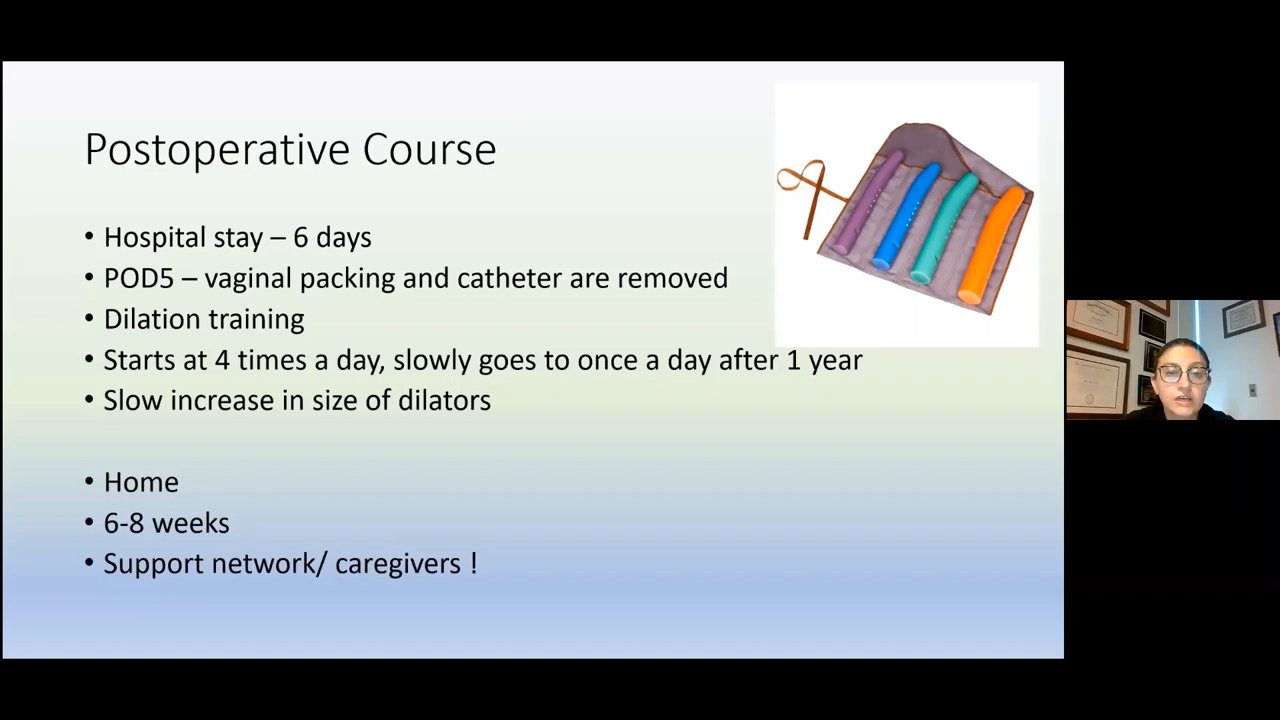 Postoperative Course
• Hospital stay – 6 days
• POD5 – vaginal packing and catheter are removed
• Dilation training
• Starts at 4 times a day, slowly goes to once a day after 1 year
• Slow increase in size of dilators
• Home
• 6-8 weeks
• Support network/ caregivers !